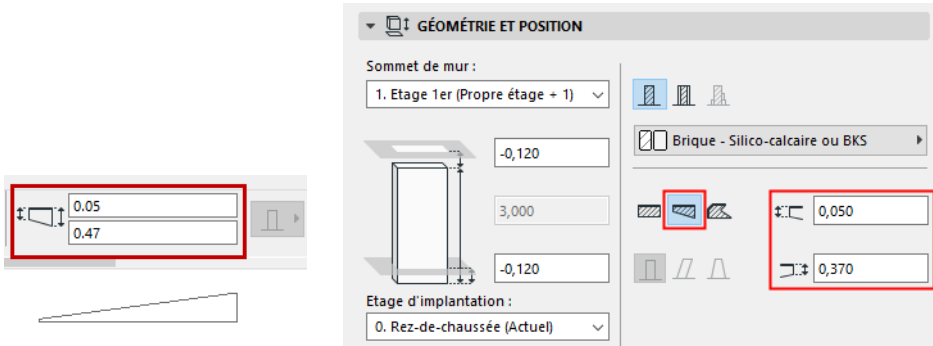 0.05
0.47
GÉOMÉTRIE ET POSITION
Sommet de mur :
1. Etage 1er (Propre étage + 1)
-0,120
3,000
-0,120
Etage d'implantation :
0. Rez-de-chaussée (Actuel)
Brique - Silico-calcaire ou BKS
0,050
0,370